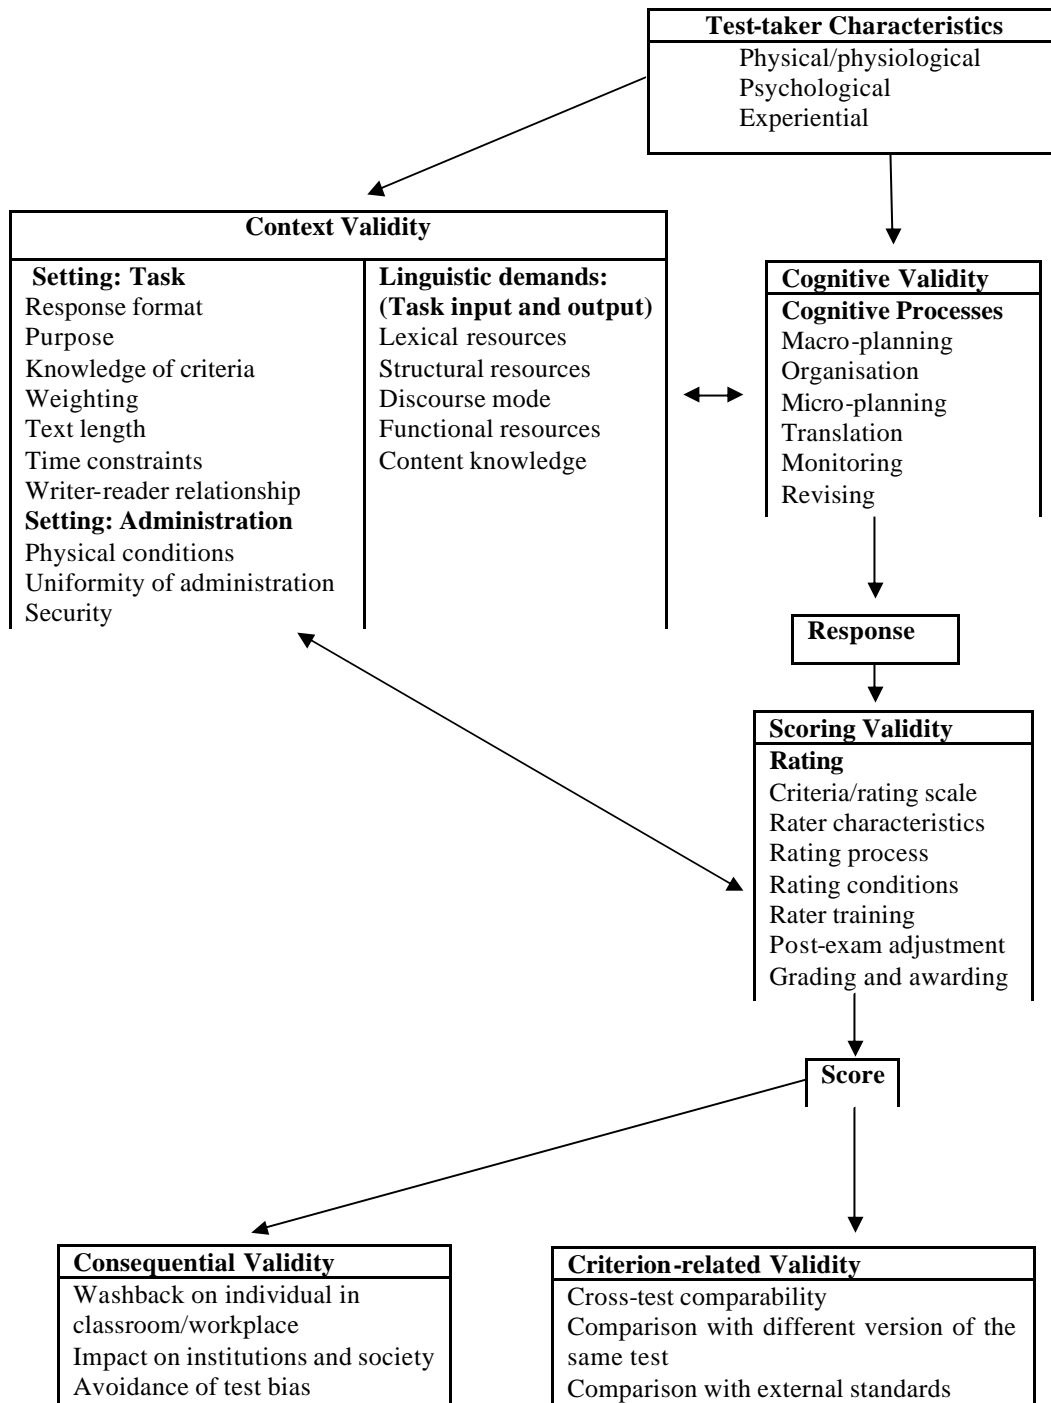 Test-taker Characteristics
Physical/physiological
Psychological
Experiential
Context Validity
Setting: Task
Response format
Purpose
Knowledge of criteria
Weighting
Text length
Time constraints
Writer-reader relationship
Setting: Administration
Physical conditions
Uniformity of administration
Security
Linguistic demands:
(Task input and output)
Lexical resources
Structural resources
Discourse mode
Functional resources
Content knowledge
Cognitive Validity
Cognitive Processes
Macro-planning
Organisation
Micro-planning
Translation
Monitoring
Revising
Response
Scoring Validity
Rating
Criteria/rating scale
Rater characteristics
Rating process
Rating conditions
Rater training
Post-exam adjustment
Grading and awarding
Score
Consequential Validity
Washback on individual in
classroom/workplace
Impact on institutions and society
Avoidance of test bias
Criterion-related Validity
Cross-test comparability
Comparison with different version of the
same test
Comparison with external standards